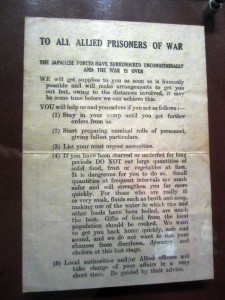 TO ALL ALLIED PRISONERS OF WAR
THE JAPANESE FORCES HAVE SURRENDERED UNCONDITIONALLY
AND THE WAR IS OVER
WE will get supplies to you as soon as is humanly
possible and will make arrangements to get you
out but, owing to the distances involved, it may
be some time before we can achieve this.
YOU will help us and yourselves if you act as follows:—
(1) Stay in your camp until you get further
orders from us.
(2) Start preparing nominal rolls of personnel,
giving fullest particulars.
(3) List your most urgent necessities.
(4) If you have been starved or underfed for long
periods DO NOT eat large quantities of
solid food, fruit or vegetables at first.
It is dangerous for you to do so. Small
quantities at frequent intervals are much
safer and will strengthen you far more
quickly. For those who are really ill
or very weak, fluids such as broth and soup,
making use of the water in which rice and
other foods have been boiled, are much
the best. Gifts of food from the local
population should be cooked. We want
to get you back home quickly, safe and
sound, and we do not want to risk your
chances from diarrhoea, dysentry and
cholera at this last stage.
(5) Local authorities and/or Allied officers will
take charge of your affairs in a very
short time. Be guided by their advice.